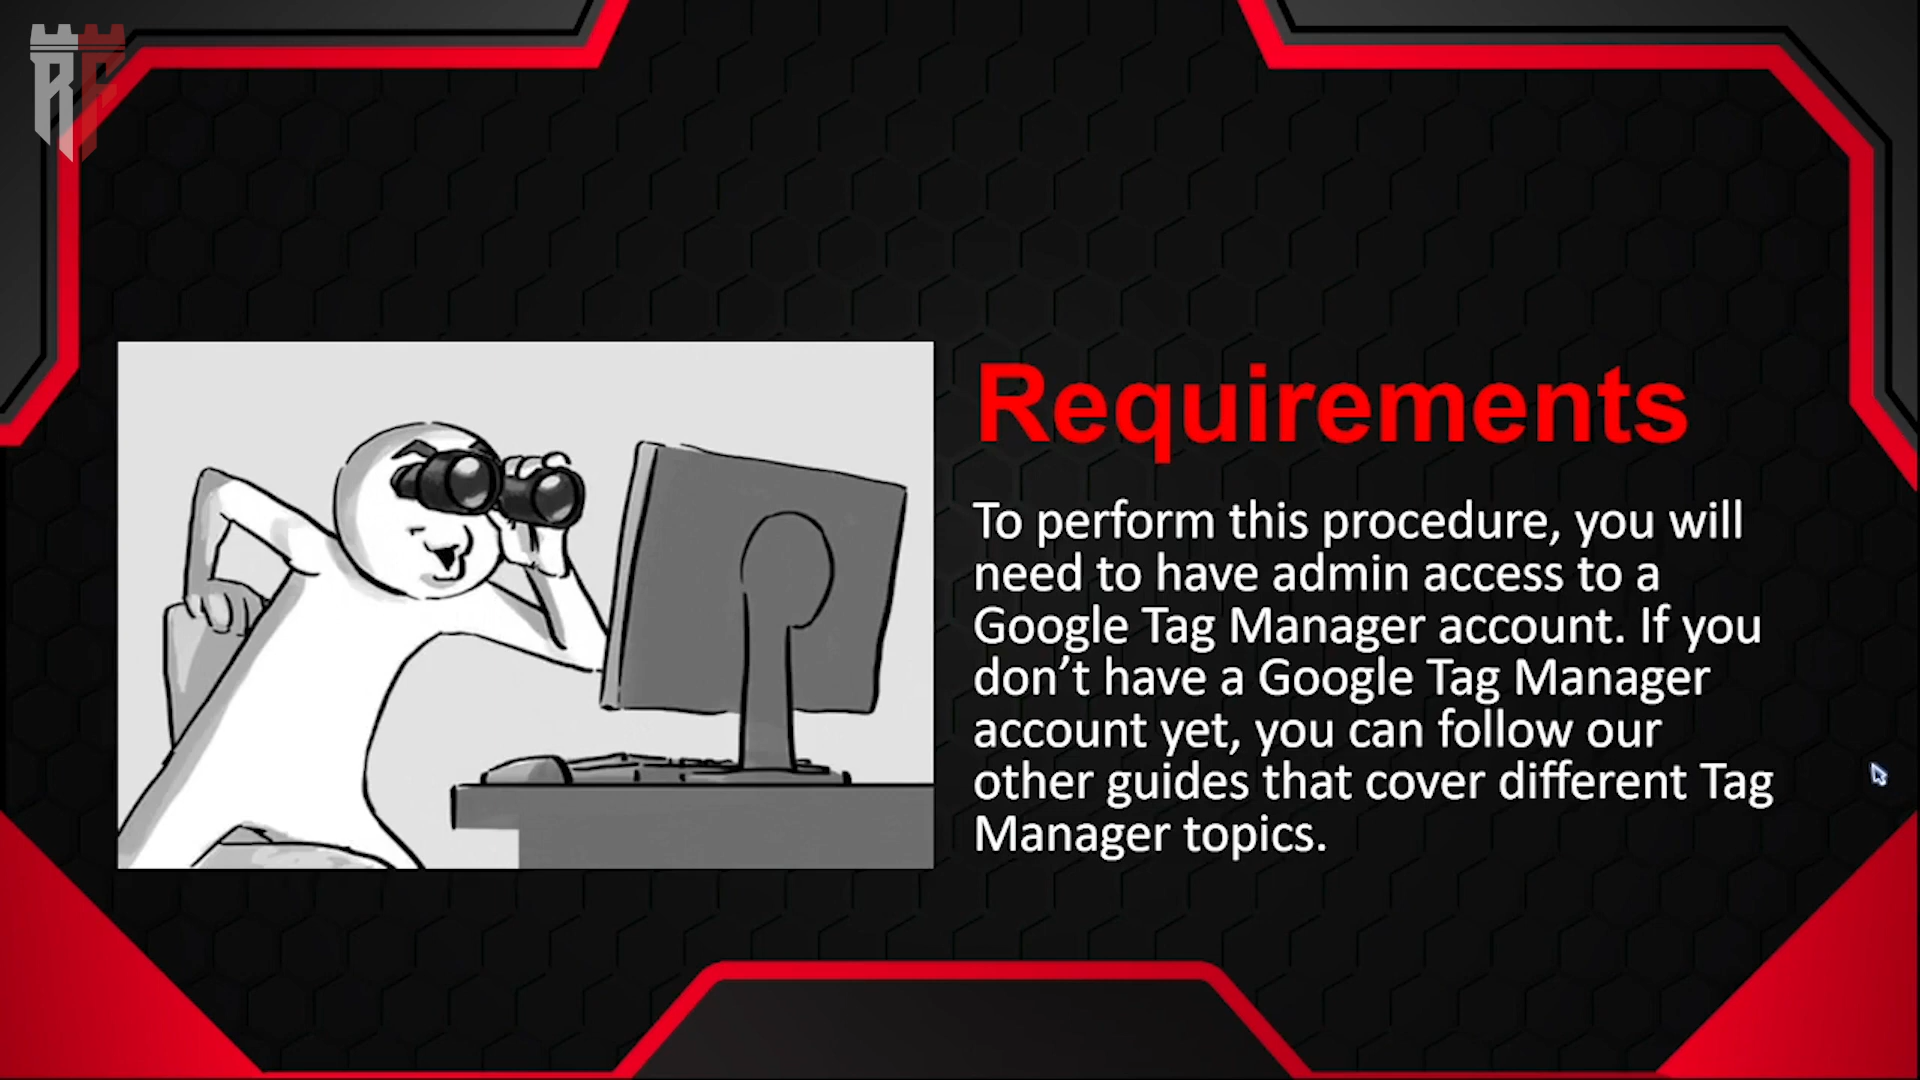 RF
Requirements
To perform this procedure, you will
need to have admin access to a
Google Tag Manager account. If you
don’t have a Google Tag Manager
account yet, you can follow our
other guides that cover different Tag
Manager topics.